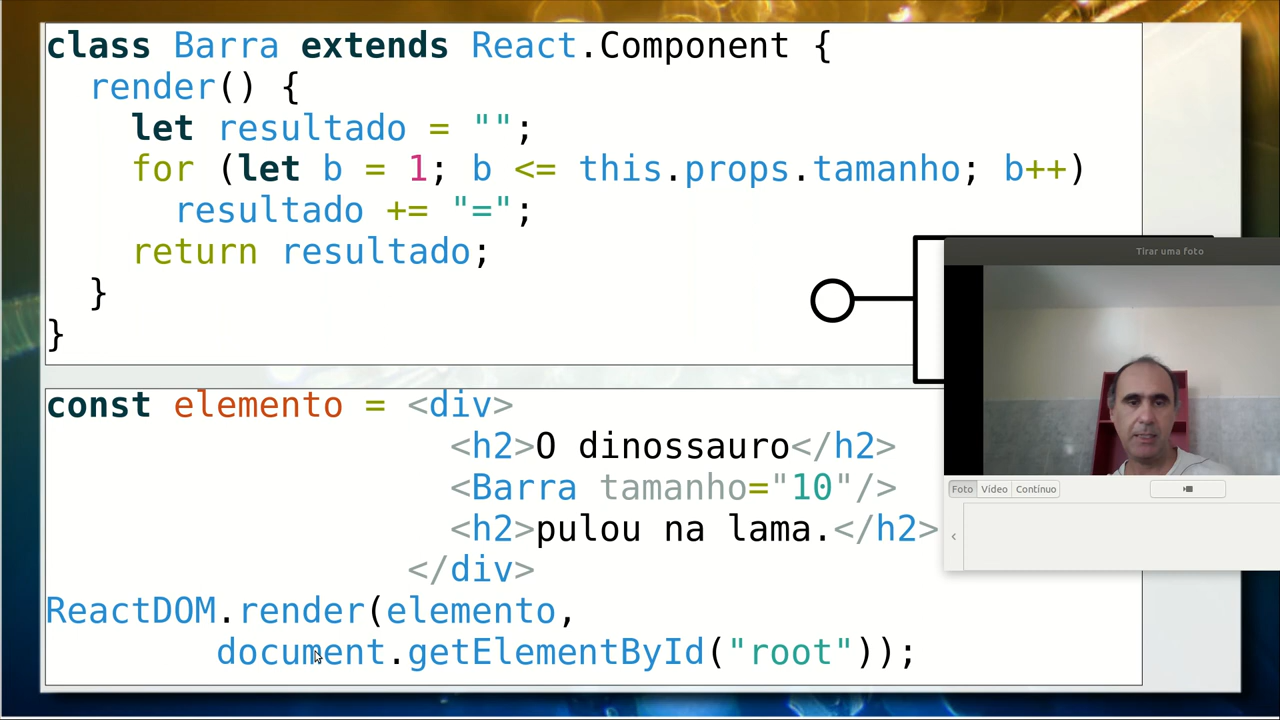 class Barra extends React.Component {
  render() {
    let resultado = "";
    for (let b = 1; b <= this.props.tamanho; b++)
      resultado += "=";
    return resultado;
  }
}
Tirar uma foto
const elemento = <div>
                   <h2>O dinossauro</h2>
                   <Barra tamanho="10"/>
                   <h2>pulou na lama.</h2>
                 </div>
Foto Vídeo Contínuo
ReactDOM.render(elemento,
        document.getElementById("root"));